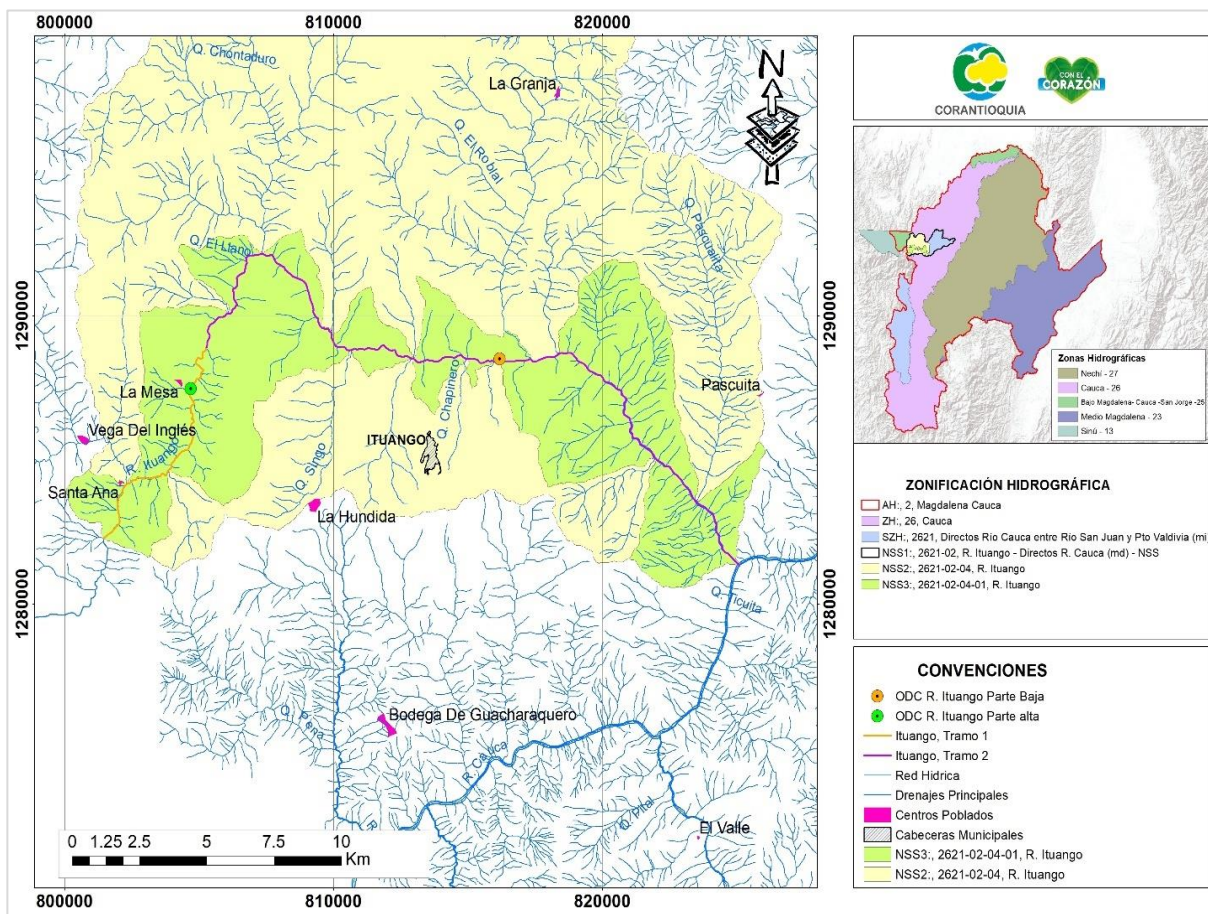 800000
810000
820000
Q. Chontaduro
La Granja
N
Q. El Roblal
Q. Pascualita
Q. El Llano
1290000
1290000
La Mesa
Q. Chapinero
Pascuita
Vega Del Inglés
ITUANGO
R. Ituango
Santa Ana
Q. Singo
La Hundida
1280000
1280000
Q. Ticuita
Q. Pena
Bodega De Guacharaquero
R. Cauca
Q. Pital
El Valle
R.
0 1.25 2.5 5 7.5 10
Km
800000
810000
820000
CORANTIOQUIA
CON EL
CORAZÓN
Zonas Hidrográficas
Nechí - 27
Cauca - 26
Bajo Magdalena- Cauca -San Jorge -25
Medio Magdalena - 23
Sinú - 13
ZONIFICACIÓN HIDROGRÁFICA
AH:, 2, Magdalena Cauca
ZH:, 26, Cauca
SZH:, 2621, Directos Río Cauca entre Río San Juan y Pto Valdivia (mi)
NSS1:, 2621-02, R. Ituango - Directos R. Cauca (md) - NSS
NSS2:, 2621-02-04, R. Ituango
NSS3:, 2621-02-04-01, R. Ituango
CONVENCIONES
ODC R. Ituango Parte Baja
ODC R. Ituango Parte alta
Ituango, Tramo 1
Ituango, Tramo 2
Red Hidrica
Drenajes Principales
Centros Poblados
Cabeceras Municipales
NSS3:, 2621-02-04-01, R. Ituango
NSS2:, 2621-02-04, R. Ituango